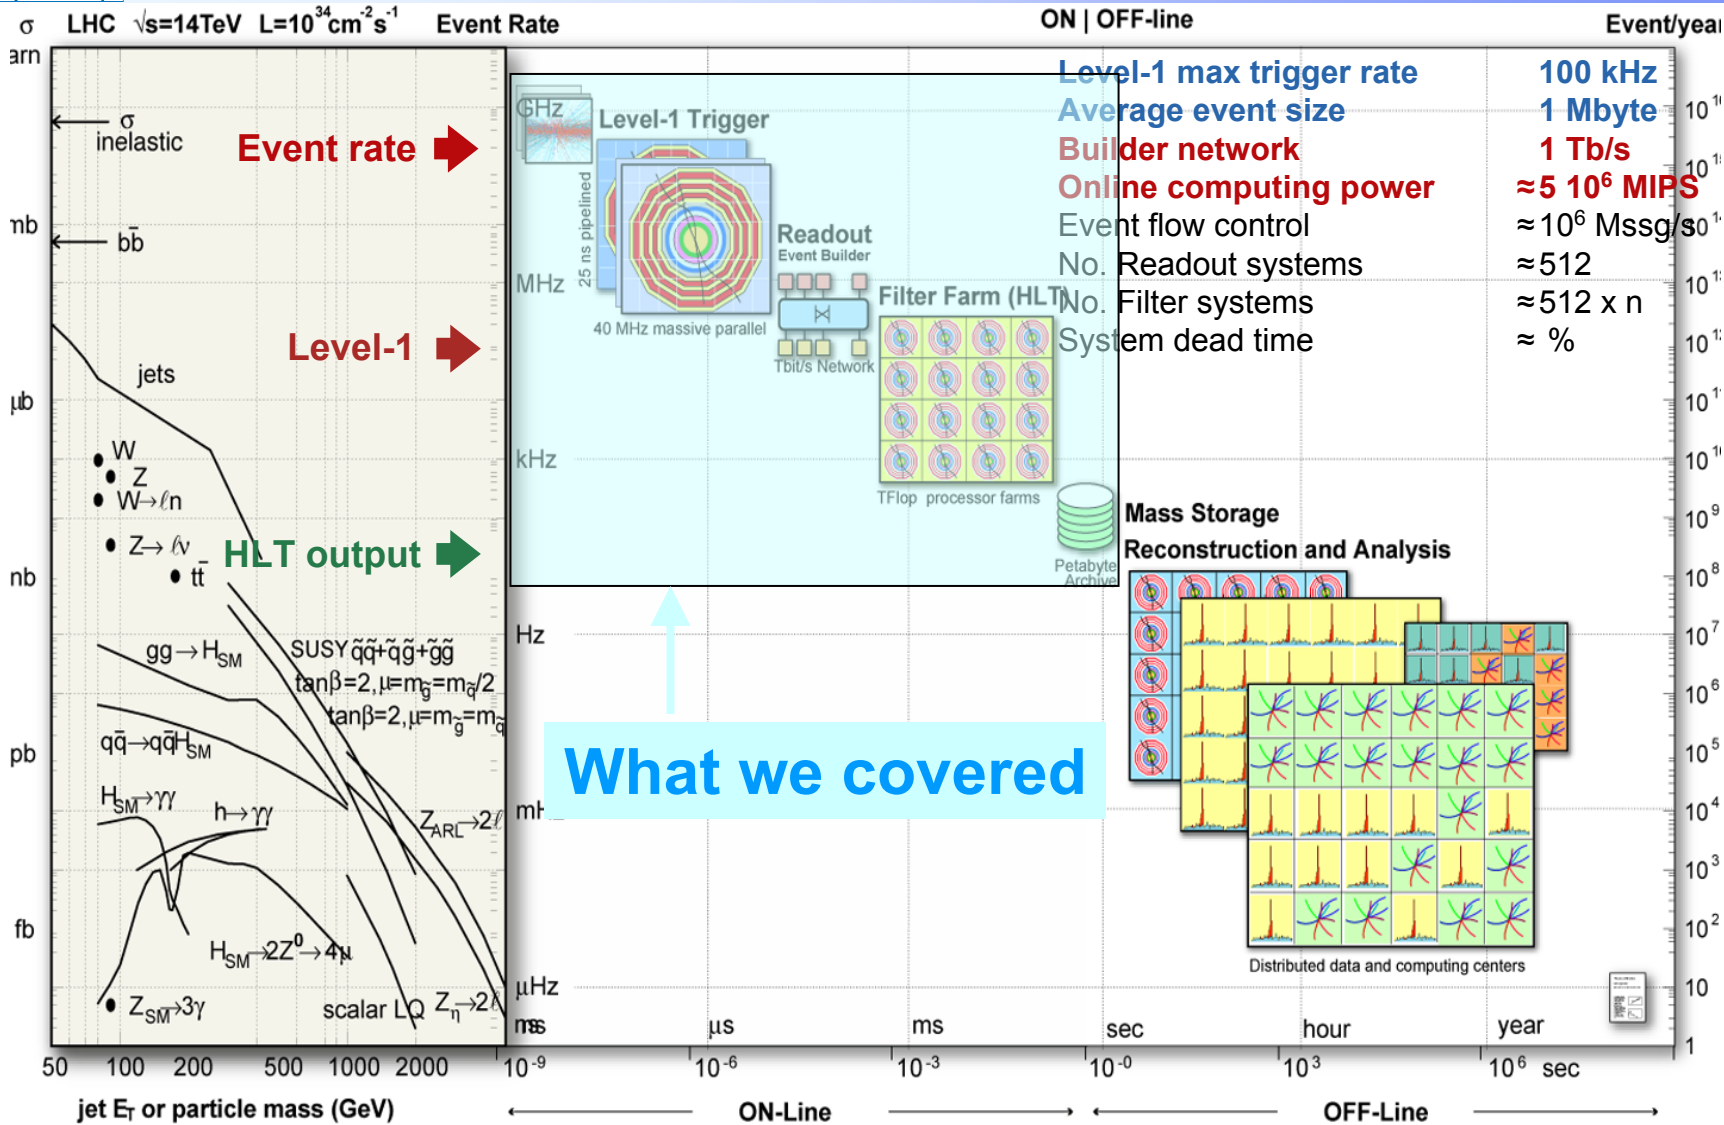 σ LHC √s=14TeV L=10³⁴cm⁻²s⁻¹ Event Rate ON | OFF-line Event/year
arn
mb
μb
nb
pb
fb
σ
inelastic
bb̄
jets
W
Z
W→ℓn
Z→ ℓν
tt̄
gg→H_SM
qq̄→qq̄H_SM
H_SM→γγ
h→γγ
SUSY q̃q̃+q̃g̃+g̃g̃
tanβ=2,μ=m_g̃=m_q̃/2
tanβ=2,μ=m_g̃=m_q̃
Z_ARL→2ℓ
H_SM→2Z⁰→4μ
Z_SM→3γ
scalar LQ
Z_η→2ℓ
50 100 200 500 1000 2000
jet E_T or particle mass (GeV)
Event rate
Level-1
HLT output
GHz
MHz
kHz
Hz
mHz
μHz
Level-1 Trigger
25 ns pipelined
40 MHz massive parallel
Readout
Event Builder
Tbit/s Network
Filter Farm (HLT)
TFlop processor farms
Petabyte
Archive
Level-1 max trigger rate 100 kHz
Average event size 1 Mbyte
Builder network 1 Tb/s
Online computing power ≈5 10⁶ MIPS
Event flow control ≈10⁶ Mssg/s
No. Readout systems ≈512
No. Filter systems ≈512 x n
System dead time ≈ %
Mass Storage
Reconstruction and Analysis
What we covered
Distributed data and computing centers
10¹⁴
10⁹
10⁸
10⁷
10⁶
10⁵
10⁴
10³
10²
10
1
μs ms sec hour year
10⁻⁹ 10⁻⁶ 10⁻³ 10⁻⁰ 10³ 10⁶ sec
ON-Line OFF-Line